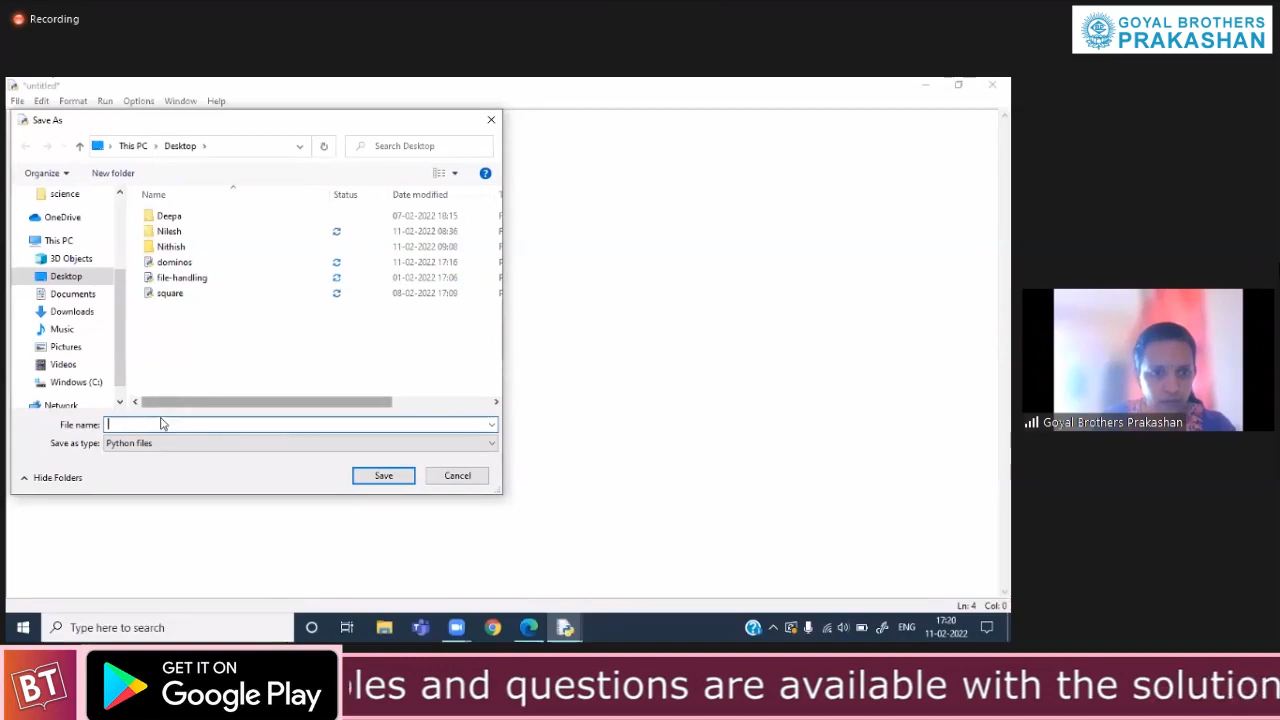 Recording
GOYAL BROTHERS
PRAKASHAN
*untitled*
File Edit Format Run Options Window Help
Save As
This PC Desktop
Search Desktop
Organize New folder
Name Status Date modified
science
OneDrive
This PC
3D Objects
Desktop
Documents
Downloads
Music
Pictures
Videos
Windows (C:)
Network
Deepa 07-02-2022 18:15
Nilesh 11-02-2022 08:36
Nithish 11-02-2022 09:08
dominos 11-02-2022 17:16
file-handling 01-02-2022 17:06
square 08-02-2022 17:09
File name:
Save as type: Python files
Hide Folders
Save Cancel
Goyal Brothers Prakashan
Ln: 4 Col: 0
Type here to search
ENG
17:20
11-02-2022
BT
GET IT ON
Google Play
les and questions are available with the solution